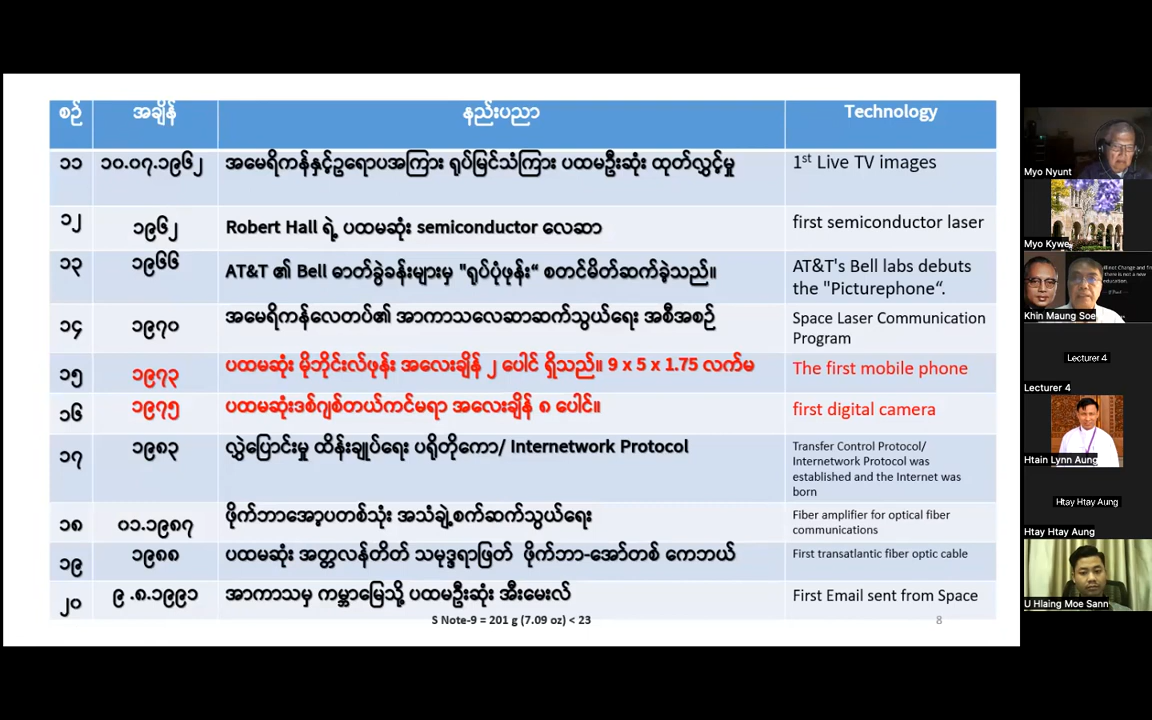 စဉ် အချိန် နည်းပညာ Technology
၁၁ ၁၀.၀၇.၁၉၆၂ အမေရိကန်နှင့်ဥရောပအကြား ရုပ်မြင်သံကြား ပထမဦးဆုံး ထုတ်လွှင့်မှု 1st Live TV images
၁၂ ၁၉၆၂ Robert Hall ရဲ့ ပထမဆုံး semiconductor လေဆာ first semiconductor laser
၁၃ ၁၉၆၆ AT&T ၏ Bell ဓာတ်ခွဲခန်းများမှ "ရုပ်ပုံဖုန်း“ စတင်မိတ်ဆက်ခဲ့သည်။ AT&T's Bell labs debuts
the "Picturephone“.
၁၄ ၁၉၇၀ အမေရိကန်လေတပ်၏ အာကာသလေဆာဆက်သွယ်ရေး အစီအစဉ် Space Laser Communication
Program
၁၅ ၁၉၇၃ ပထမဆုံး မိုဘိုင်းလ်ဖုန်း အလေးချိန် ၂ ပေါင် ရှိသည်။ 9 x 5 x 1.75 လက်မ The first mobile phone
၁၆ ၁၉၇၅ ပထမဆုံးဒစ်ဂျစ်တယ်ကင်မရာ အလေးချိန် ၈ ပေါင်။ first digital camera
၁၇ ၁၉၈၃ လွှဲပြောင်းမှု ထိန်းချုပ်ရေး ပရိုတိုကော/ Internetwork Protocol Transfer Control Protocol/
Internetwork Protocol was
established and the Internet was
born
၁၈ ၀၁.၁၉၈၇ ဖိုက်ဘာအော့ပတစ်သုံး အသံချဲ့စက်ဆက်သွယ်ရေး Fiber amplifier for optical fiber
communications
၁၉ ၁၉၈၈ ပထမဆုံး အတ္တလန်တိတ် သမုဒ္ဒရာဖြတ် ဖိုက်ဘာ-အော်တစ် ကေဘယ် First transatlantic fiber optic cable
၂၀ ၉ .၈.၁၉၉၁ အာကာသမှ ကမ္ဘာမြေသို့ ပထမဦးဆုံး အီးမေးလ် First Email sent from Space
S Note-9 = 201 g (7.09 oz) < 23
8
Myo Nyunt
Myo Kywe
Khin Maung Soe
Lecturer 4
Lecturer 4
Htain Lynn Aung
Htay Htay Aung
Htay Htay Aung
U Hlaing Moe Sann